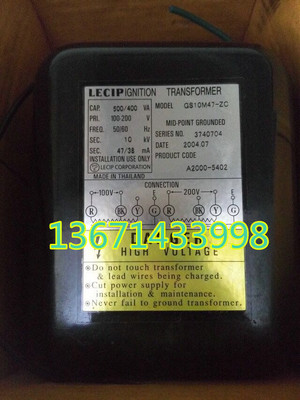 LECIP IGNITION TRANSFORMER
CAP. 500/400 VA MODEL GS10M47-ZC
PRI. 100-200 V MID-POINT GROUNDED
FREQ. 50/60 Hz SERIES NO. 3740704
SEC. 10 kV DATE 2004.07
SEC. 47/38 mA PRODUCT CODE
INSTALLATION USE ONLY A2000-5402
LECIP CORPORATION
MADE IN THAILAND
CONNECTION
100V 200V
E E
R BK Y G R BK Y G
13671433998
HIGH VOLTAGE
Do not touch transformer
& lead wires being charged.
Cut power supply for
installation & maintenance.
Never fail to ground transformer.